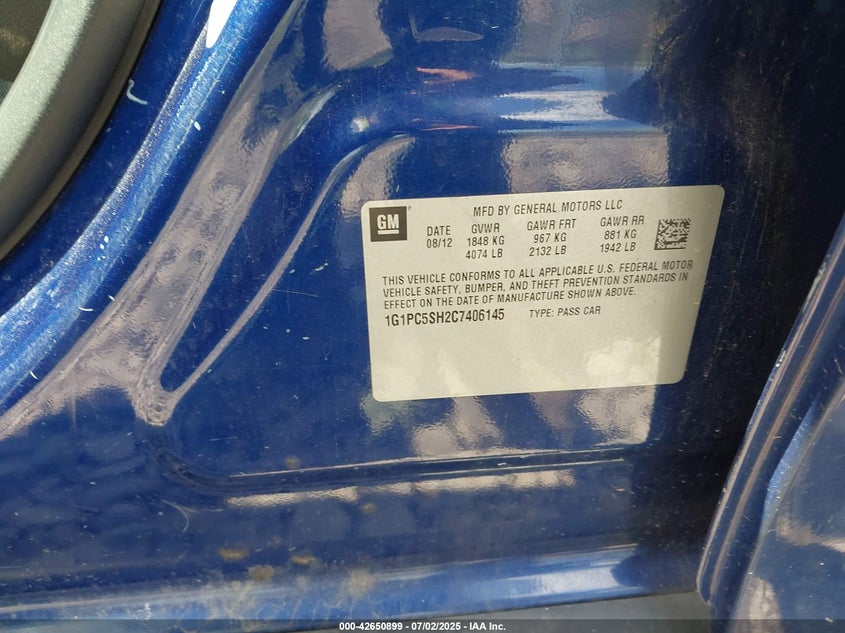 GM
MFD BY GENERAL MOTORS LLC
DATE GVWR GAWR FRT GAWR RR
08/12 1848 KG 967 KG 881 KG
4074 LB 2132 LB 1942 LB
THIS VEHICLE CONFORMS TO ALL APPLICABLE U.S. FEDERAL MOTOR
VEHICLE SAFETY, BUMPER, AND THEFT PREVENTION STANDARDS IN
EFFECT ON THE DATE OF MANUFACTURE SHOWN ABOVE.
1G1PC5SH2C7406145 TYPE: PASS CAR
000-42650899 - 07/02/2025 - IAA Inc.